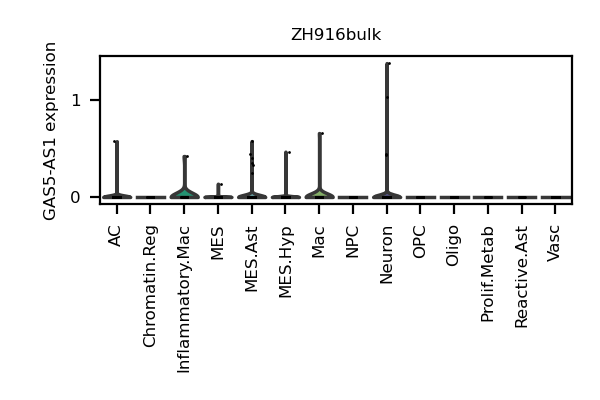 ZH916bulk
GAS5-AS1 expression
1
0
AC
Chromatin.Reg
Inflammatory.Mac
MES
MES.Ast
MES.Hyp
Mac
NPC
Neuron
OPC
Oligo
Prolif.Metab
Reactive.Ast
Vasc